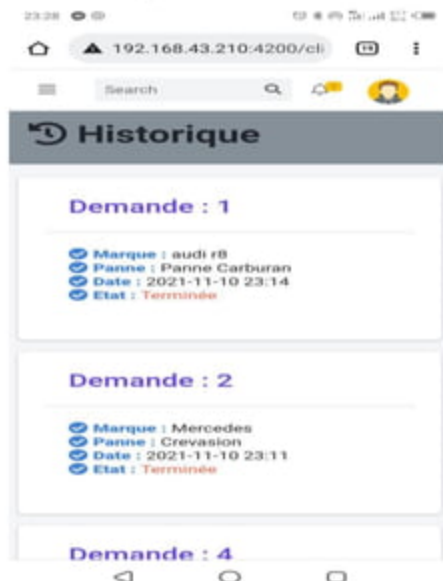 23:28
192.168.43.210:4200/cli
Search
Historique
Demande : 1
Marque : audi r8
Panne : Panne Carburan
Date : 2021-11-10 23:14
Etat : Terminée
Demande : 2
Marque : Mercedes
Panne : Crevasion
Date : 2021-11-10 23:11
Etat : Terminée
Demande : 4